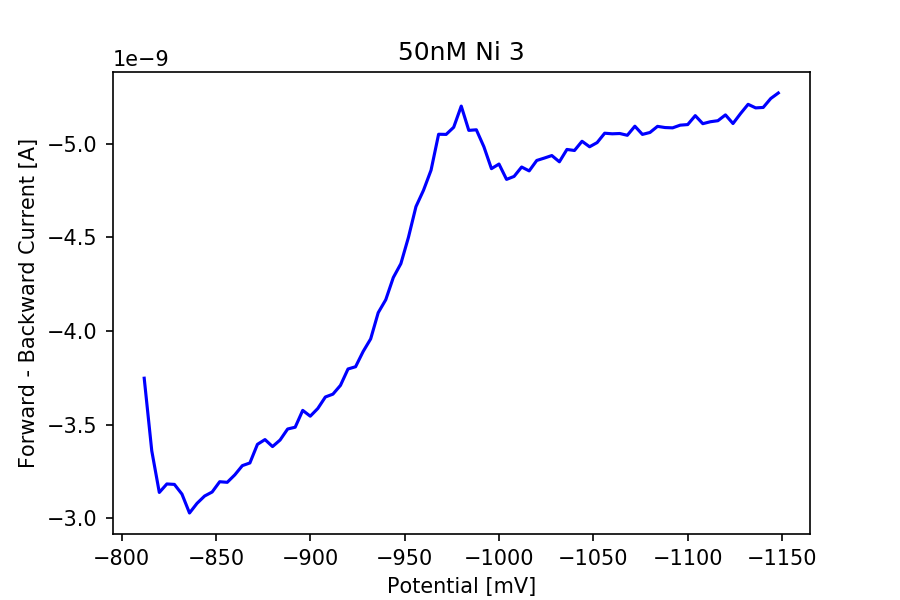 50nM Ni 3
1e−9
Forward - Backward Current [A]
−5.0
−4.5
−4.0
−3.5
−3.0
−800 −850 −900 −950 −1000 −1050 −1100 −1150
Potential [mV]